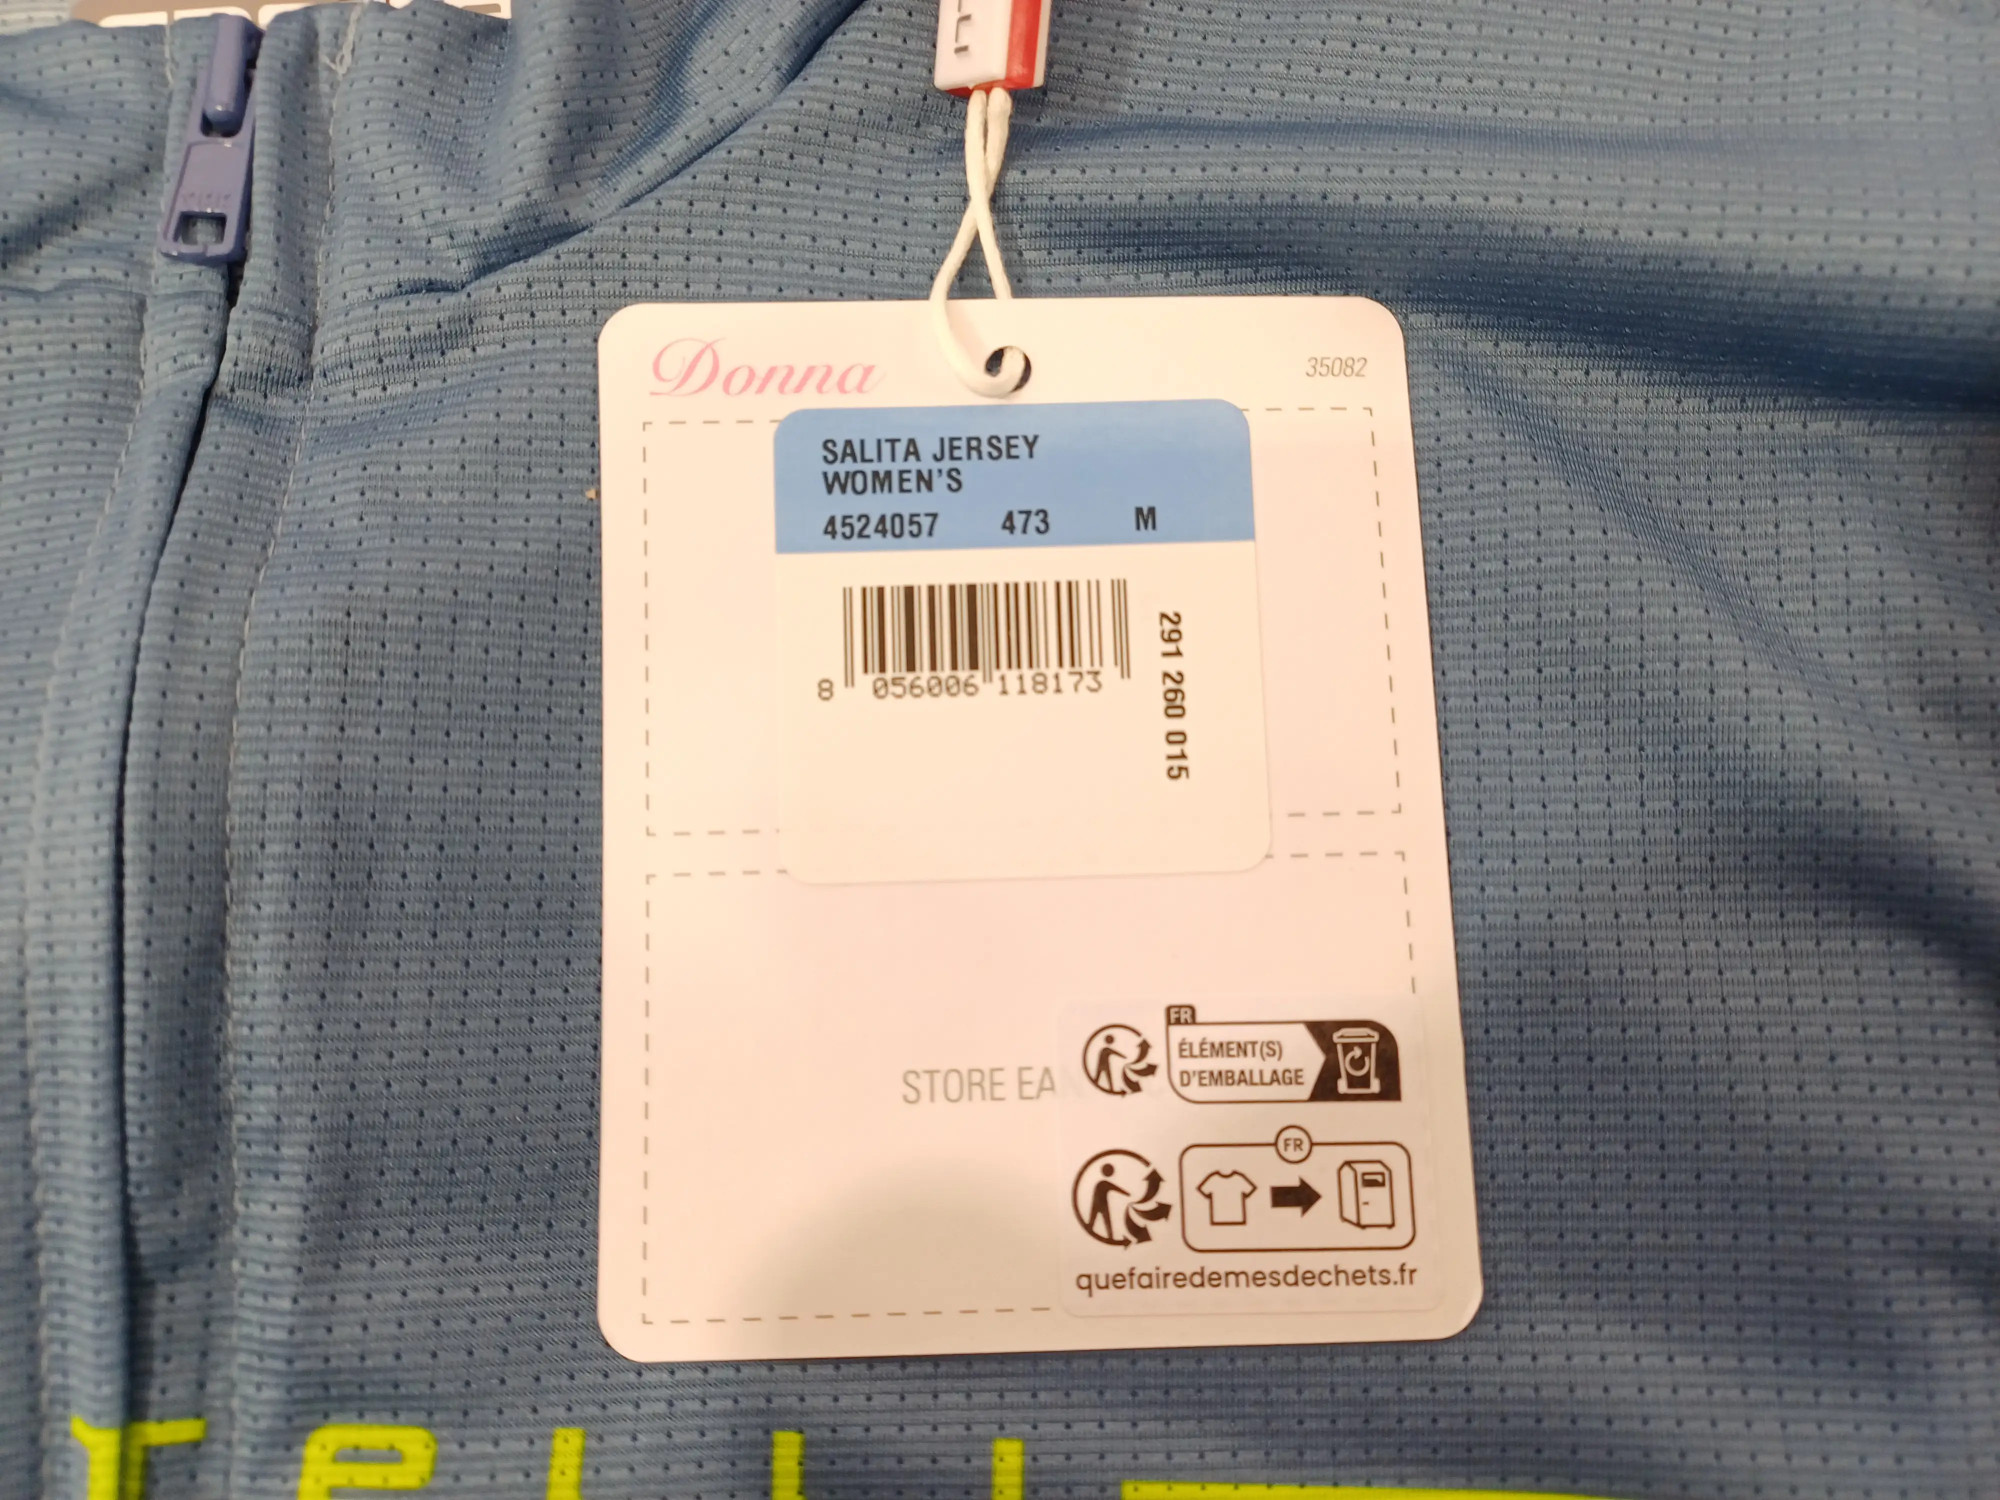 Donna
35082
SALITA JERSEY
WOMEN'S
4524057 473 M
8 056006 118173
291 260 015
STORE EA
FR
ÉLÉMENT(S)
D'EMBALLAGE
FR
quefairedemesdechets.fr